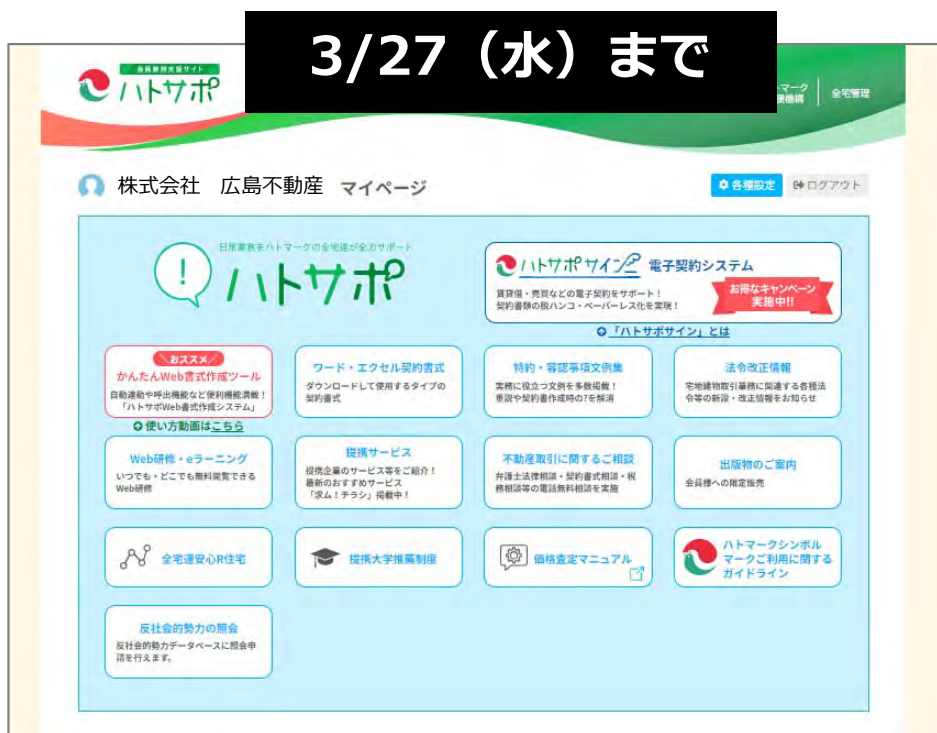 3/27（水）まで
会員業務支援サイト
ハトサポ
全宅管理
株式会社 広島不動産 マイページ
各種設定
ログアウト
日常業務をハトマークの全宅連が全力サポート
!ハトサポ
ハトサポサイン 電子契約システム
賃貸借・売買などの電子契約をサポート！
契約書類の脱ハンコ・ペーパーレス化を実現！
お得なキャンペーン
実施中!!
「ハトサポサイン」とは
おススメ
かんたんWeb書式作成ツール
自動連動や呼出機能など便利機能満載！
「ハトサポWeb書式作成システム」
使い方動画はこちら
ワード・エクセル契約書式
ダウンロードして使用するタイプの
契約書式
特約・容認事項文例集
実務に役立つ文例を多数掲載！
重説や契約書作成時の?を解消
法令改正情報
宅地建物取引業務に関連する各種法
令等の新設・改正情報をお知らせ
Web研修・eラーニング
いつでも・どこでも無料閲覧できる
Web研修
提携サービス
提携企業のサービス等をご紹介！
最新のおすすめサービス
「求ム！チラシ」掲載中！
不動産取引に関するご相談
弁護士法律相談・契約書式相談・税
務相談等の電話無料相談を実施
出版物のご案内
会員様への限定販売
全宅連安心R住宅
提携大学推薦制度
価格査定マニュアル
ハトマークシンボル
マークご利用に関する
ガイドライン
反社会的勢力の照会
反社会的勢力データベースに照会申
請を行えます。